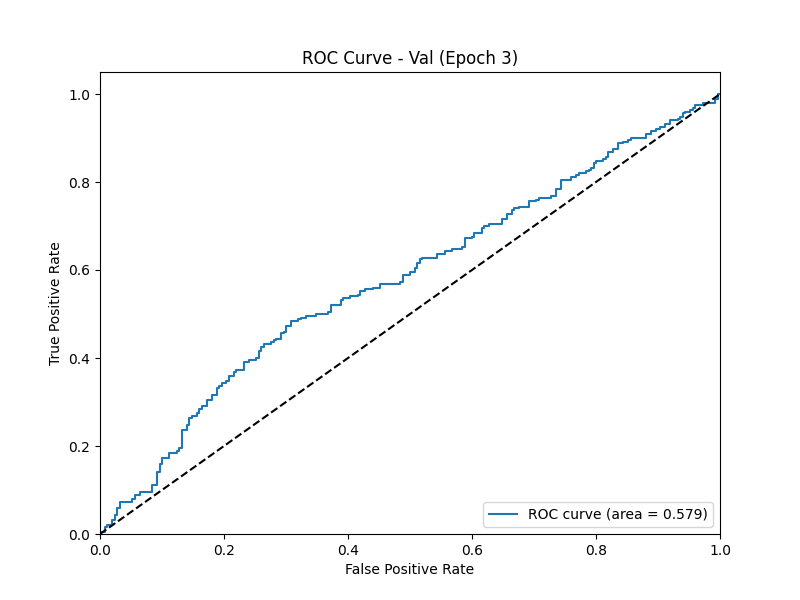 ROC Curve - Val (Epoch 3)
True Positive Rate
1.0
0.8
0.6
0.4
0.2
0.0
0.0 0.2 0.4 0.6 0.8 1.0
False Positive Rate
ROC curve (area = 0.579)